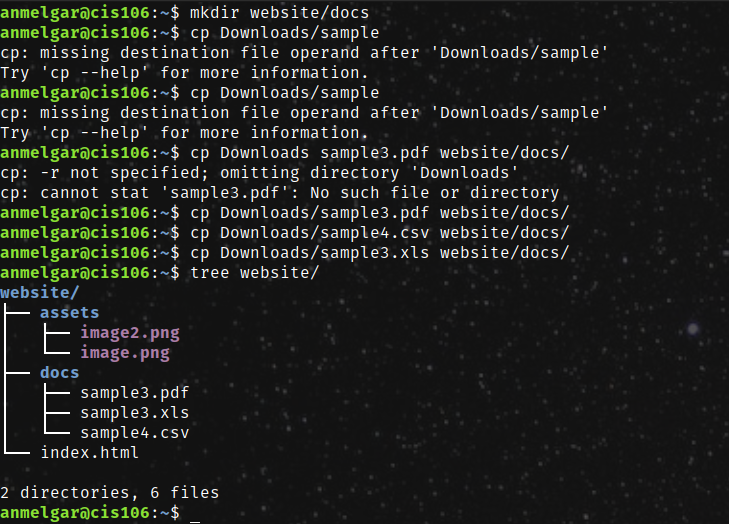 anmelgar@cis106:~$ mkdir website/docs
anmelgar@cis106:~$ cp Downloads/sample
cp: missing destination file operand after 'Downloads/sample'
Try 'cp --help' for more information.
anmelgar@cis106:~$ cp Downloads/sample
cp: missing destination file operand after 'Downloads/sample'
Try 'cp --help' for more information.
anmelgar@cis106:~$ cp Downloads sample3.pdf website/docs/
cp: -r not specified; omitting directory 'Downloads'
cp: cannot stat 'sample3.pdf': No such file or directory
anmelgar@cis106:~$ cp Downloads/sample3.pdf website/docs/
anmelgar@cis106:~$ cp Downloads/sample4.csv website/docs/
anmelgar@cis106:~$ cp Downloads/sample3.xls website/docs/
anmelgar@cis106:~$ tree website/
website/
├── assets
│   ├── image2.png
│   └── image.png
├── docs
│   ├── sample3.pdf
│   ├── sample3.xls
│   └── sample4.csv
└── index.html

2 directories, 6 files
anmelgar@cis106:~$ _